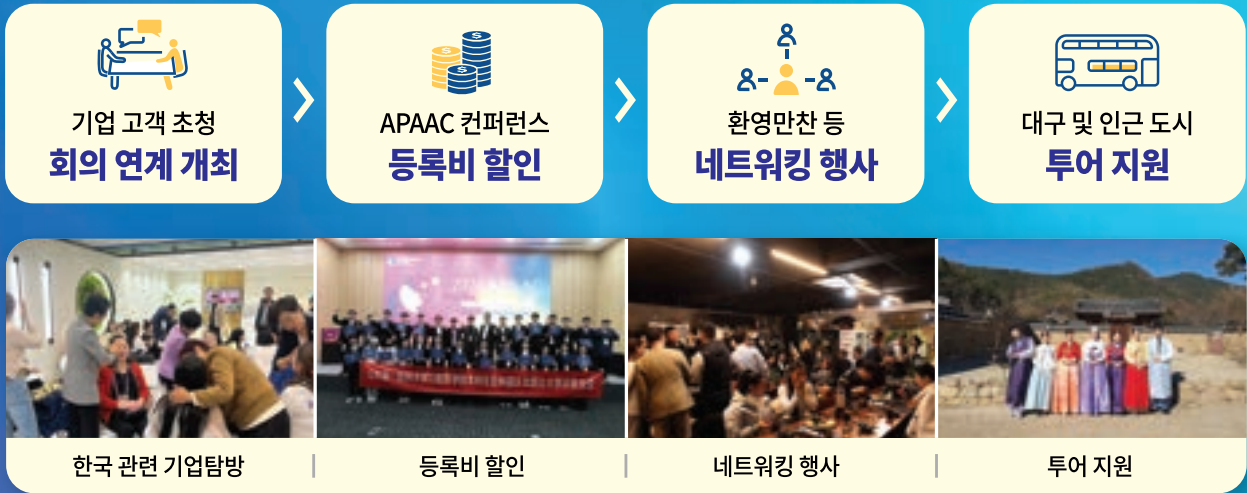 기업 고객 초청
회의 연계 개최
APAAC 컨퍼런스
등록비 할인
환영만찬 등
네트워킹 행사
대구 및 인근 도시
투어 지원
한국 관련 기업탐방
등록비 할인
네트워킹 행사
투어 지원